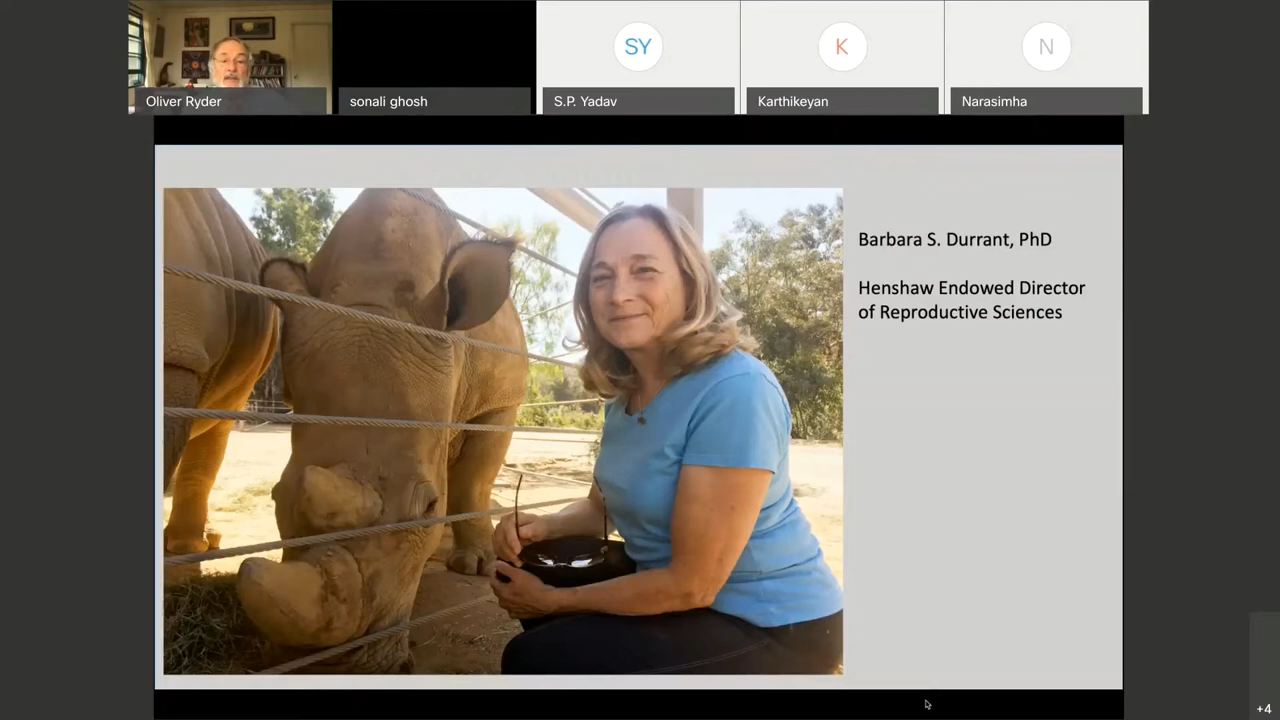 SY
K
N
Oliver Ryder
sonali ghosh
S.P. Yadav
Karthikeyan
Narasimha
Barbara S. Durrant, PhD
Henshaw Endowed Director
of Reproductive Sciences
+4